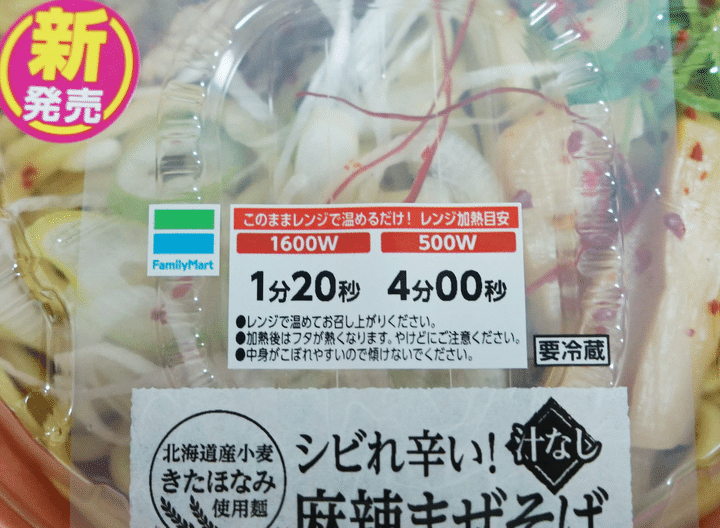 新
発売
FamilyMart
このままレンジで温めるだけ! レンジ加熱目安
1600W 500W
1分20秒 4分00秒
●レンジで温めてお召し上がりください。
●加熱後はフタが熱くなります。やけどにご注意ください。
●中身がこぼれやすいので傾けないでください。
要冷蔵
北海道産小麦
きたほなみ
使用麺
シビれ辛い!
汁なし
麻辣まぜそば